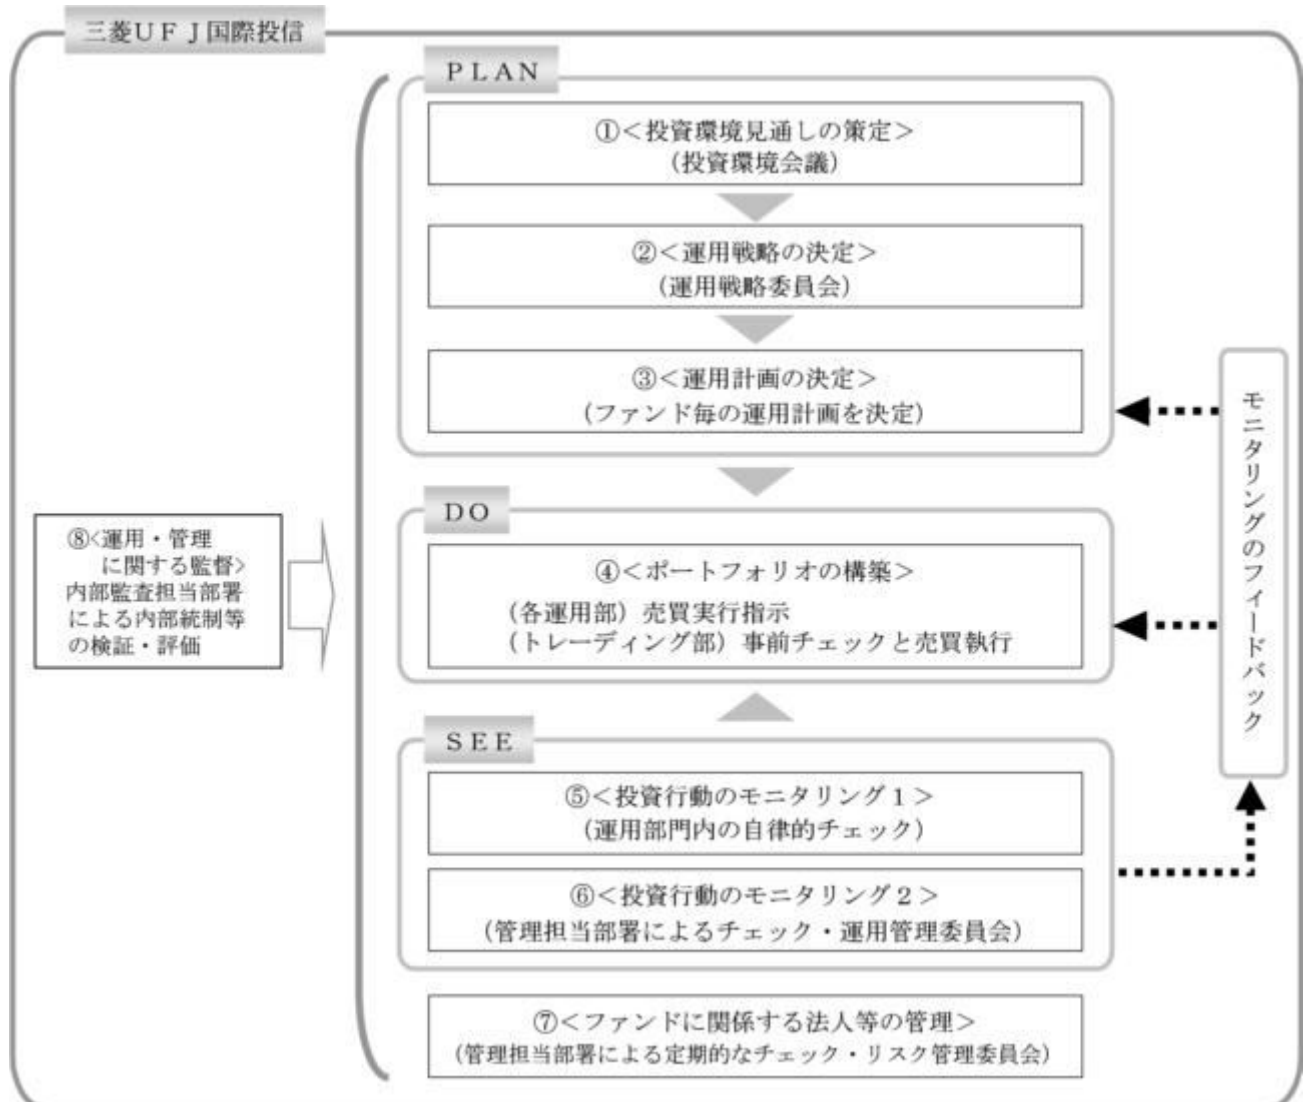 三菱ＵＦＪ国際投信
ＰＬＡＮ
①＜投資環境見通しの策定＞
（投資環境会議）
②＜運用戦略の決定＞
（運用戦略委員会）
③＜運用計画の決定＞
（ファンド毎の運用計画を決定）
ＤＯ
④＜ポートフォリオの構築＞
（各運用部）売買実行指示
（トレーディング部）事前チェックと売買執行
ＳＥＥ
⑤＜投資行動のモニタリング１＞
（運用部門内の自律的チェック）
⑥＜投資行動のモニタリング２＞
（管理担当部署によるチェック・運用管理委員会）
⑦＜ファンドに関係する法人等の管理＞
（管理担当部署による定期的なチェック・リスク管理委員会）
⑧<運用・管理
に関する監督>
内部監査担当部署
による内部統制等
の検証・評価
モニタリングのフィードバック